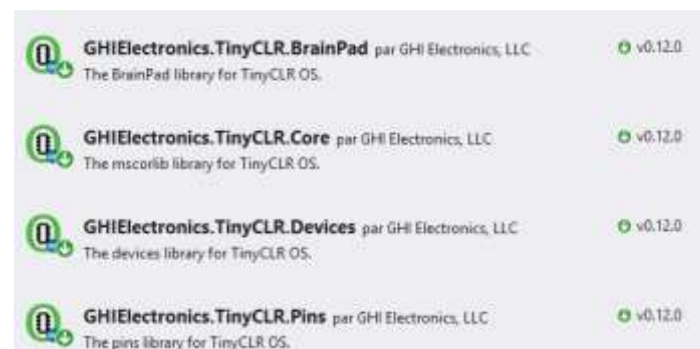 GHIElectronics.TinyCLR.BrainPad par GHI Electronics, LLC v0.12.0
The BrainPad library for TinyCLR OS.
GHIElectronics.TinyCLR.Core par GHI Electronics, LLC v0.12.0
The mscorlib library for TinyCLR OS.
GHIElectronics.TinyCLR.Devices par GHI Electronics, LLC v0.12.0
The devices library for TinyCLR OS.
GHIElectronics.TinyCLR.Pins par GHI Electronics, LLC v0.12.0
The pins library for TinyCLR OS.